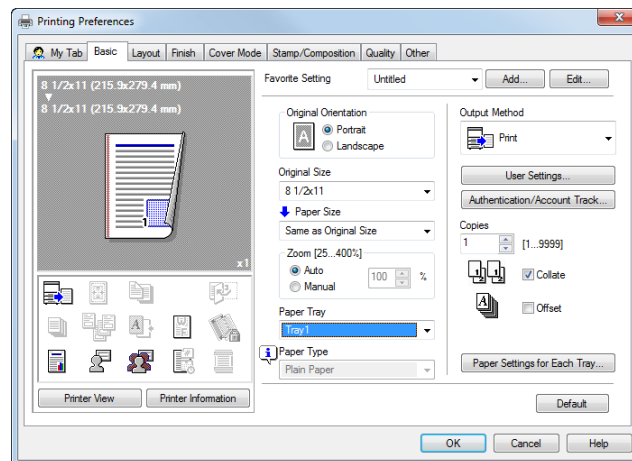 Printing Preferences
My Tab Basic Layout Finish Cover Mode Stamp/Composition Quality Other
8 1/2x11 (215.9x279.4 mm)
8 1/2x11 (215.9x279.4 mm)
1
x1
Printer View Printer Information
Favorite Setting Untitled Add... Edit...
Original Orientation
A
Portrait
Landscape
Original Size
8 1/2x11
Paper Size
Same as Original Size
Zoom [25...400%]
Auto
Manual
100 %
Paper Tray
Tray1
Paper Type
Plain Paper
Output Method
Print
User Settings...
Authentication/Account Track...
Copies
1 [1...9999]
Collate
Offset
Paper Settings for Each Tray...
Default
OK Cancel Help